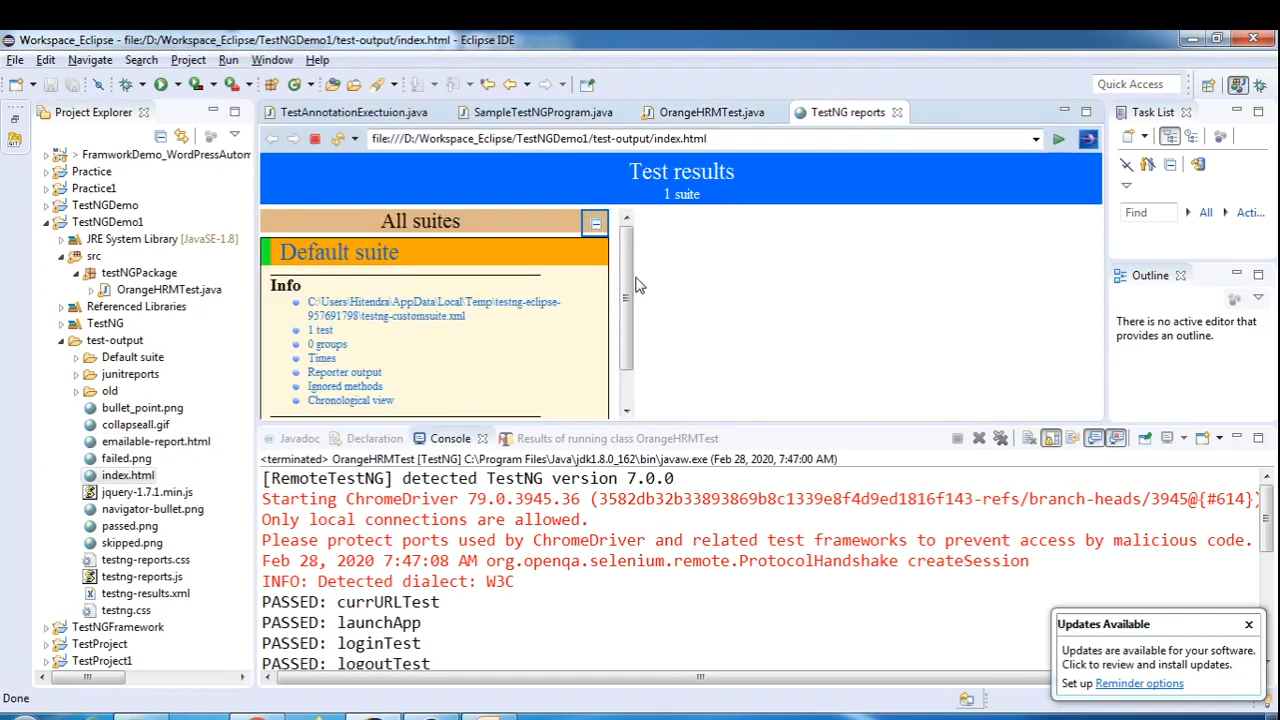 Workspace_Eclipse - file:/D:/Workspace_Eclipse/TestNGDemo1/test-output/index.html - Eclipse IDE
File Edit Navigate Search Project Run Window Help
Quick Access
Project Explorer
TestAnnotationExectuion.java
SampleTestNGProgram.java
OrangeHRMTest.java
TestNG reports
Task List
file:///D:/Workspace_Eclipse/TestNGDemo1/test-output/index.html
> FramworkDemo_WordPressAutom
Practice
Practice1
TestNGDemo
TestNGDemo1
JRE System Library [JavaSE-1.8]
src
testNGPackage
OrangeHRMTest.java
Referenced Libraries
TestNG
test-output
Default suite
junitreports
old
bullet_point.png
collapseall.gif
emailable-report.html
failed.png
index.html
jquery-1.7.1.min.js
navigator-bullet.png
passed.png
skipped.png
testng-reports.css
testng-reports.js
testng-results.xml
testng.css
TestNGFramework
TestProject
TestProject1
Test results
1 suite
All suites
Default suite
Info
C:\Users\Hitendra\AppData\Local\Temp\testng-eclipse-
957691798\testng-customsuite.xml
1 test
0 groups
Times
Reporter output
Ignored methods
Chronological view
Find All Acti...
Outline
There is no active editor that
provides an outline.
Javadoc Declaration Console Results of running class OrangeHRMTest
<terminated> OrangeHRMTest [TestNG] C:\Program Files\Java\jdk1.8.0_162\bin\javaw.exe (Feb 28, 2020, 7:47:00 AM)
[RemoteTestNG] detected TestNG version 7.0.0
Starting ChromeDriver 79.0.3945.36 (3582db32b33893869b8c1339e8f4d9ed1816f143-refs/branch-heads/3945@{#614})
Only local connections are allowed.
Please protect ports used by ChromeDriver and related test frameworks to prevent access by malicious code.
Feb 28, 2020 7:47:08 AM org.openqa.selenium.remote.ProtocolHandshake createSession
INFO: Detected dialect: W3C
PASSED: currURLTest
PASSED: launchApp
PASSED: loginTest
PASSED: logoutTest
Updates Available
Updates are available for your software.
Click to review and install updates.
Set up Reminder options
Done